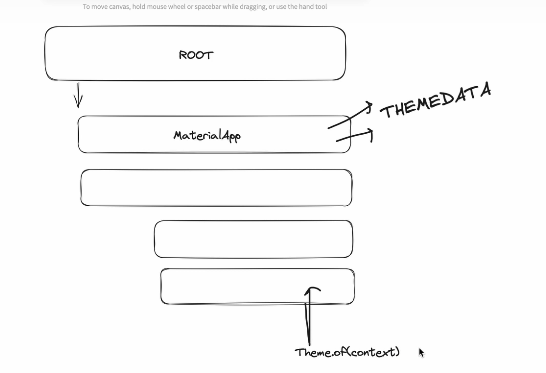 To move canvas, hold mouse wheel or spacebar while dragging, or use the hand tool
ROOT
THEMEDATA
MaterialApp
Theme.of(context)